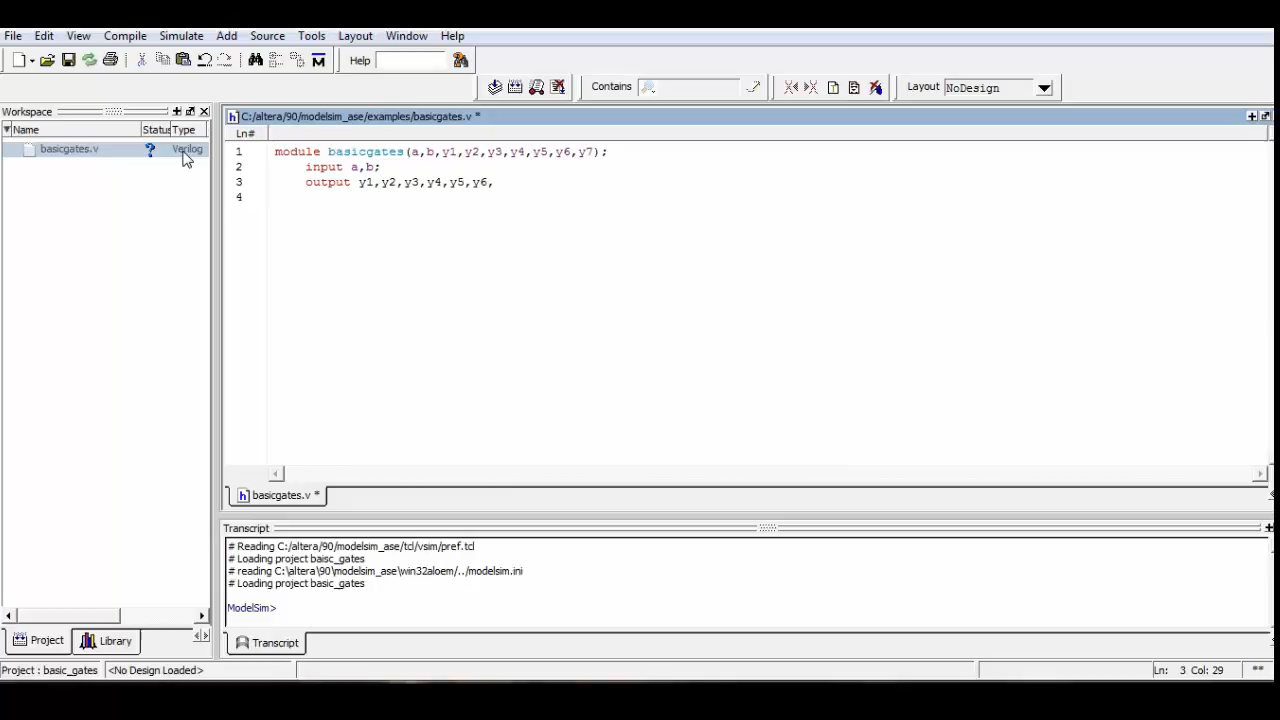 File Edit View Compile Simulate Add Source Tools Layout Window Help
Help
Contains
Layout NoDesign
Workspace
Name Status Type
basicgates.v ? Verilog
C:/altera/90/modelsim_ase/examples/basicgates.v *
Ln#
1 module basicgates(a,b,y1,y2,y3,y4,y5,y6,y7);
2 input a,b;
3 output y1,y2,y3,y4,y5,y6,
4
basicgates.v *
Transcript
# Reading C:/altera/90/modelsim_ase/tcl/vsim/pref.tcl
# Loading project baisc_gates
# reading C:\altera\90\modelsim_ase\win32aloem/../modelsim.ini
# Loading project basic_gates
ModelSim>
Project Library
Transcript
Project : basic_gates <No Design Loaded> Ln: 3 Col: 29 **